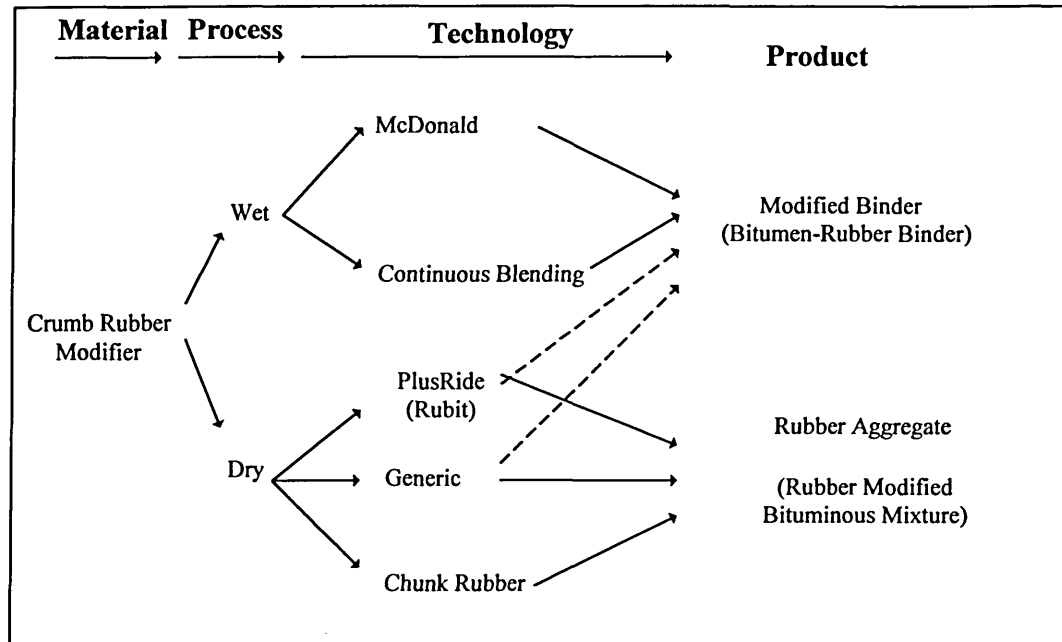 Material Process Technology Product
McDonald
Wet
Modified Binder
(Bitumen-Rubber Binder)
Continuous Blending
Crumb Rubber
Modifier
PlusRide
(Rubit)
Rubber Aggregate
Dry
Generic
(Rubber Modified
Bituminous Mixture)
Chunk Rubber